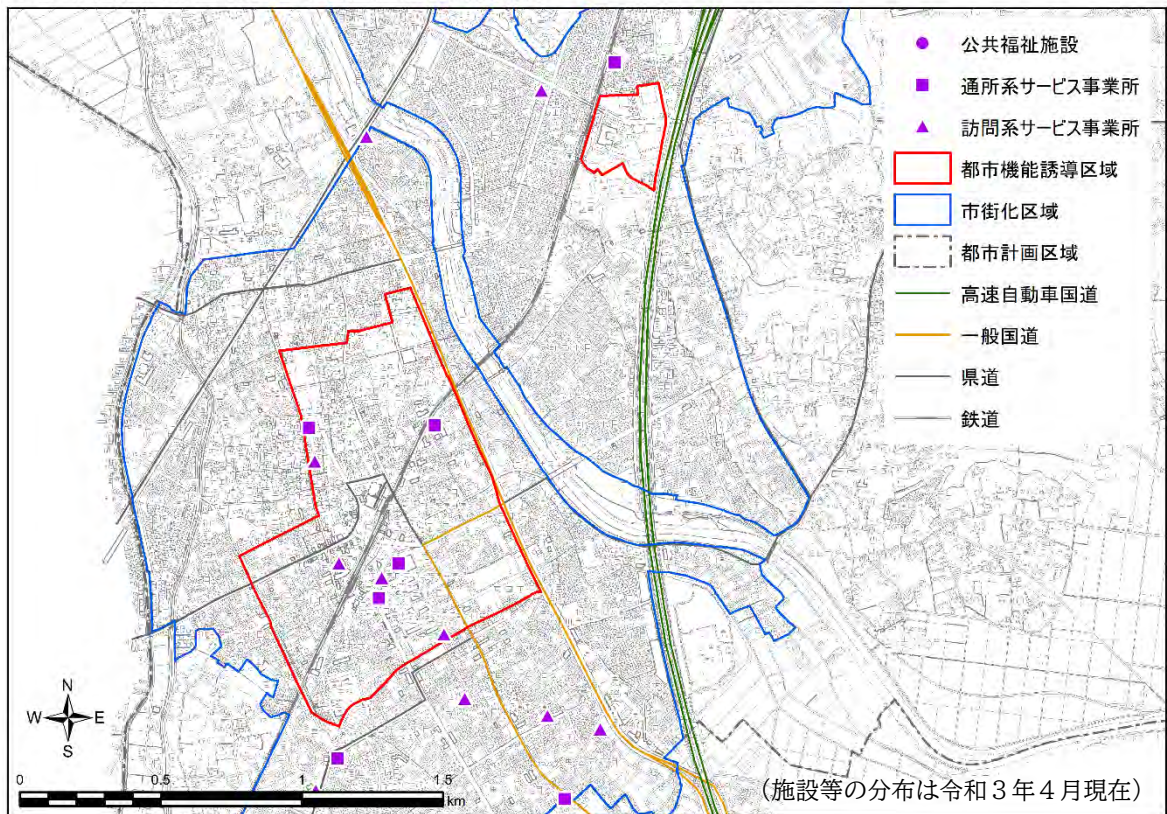 公共福祉施設
通所系サービス事業所
訪問系サービス事業所
都市機能誘導区域
市街化区域
都市計画区域
高速自動車国道
一般国道
県道
鉄道
N
W E
S
0 0.5 1 1.5
km
(施設等の分布は令和3年4月現在)